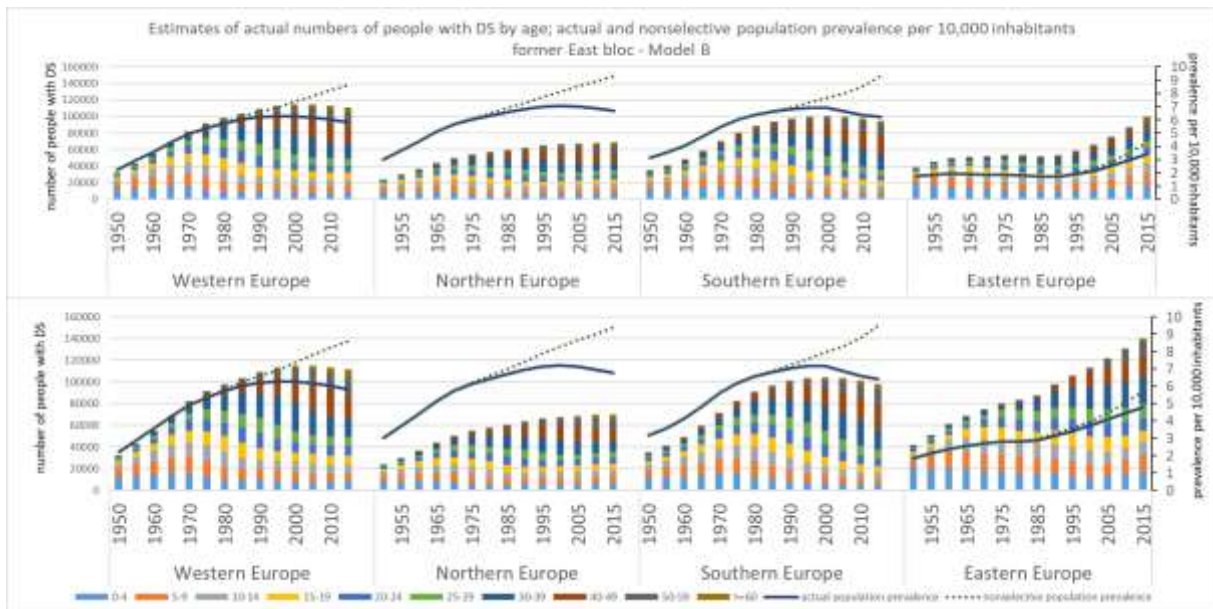 Estimates of actual numbers of people with DS by age; actual and nonselective population prevalence per 10,000 inhabitants
former East bloc - Model B
number of people with DS
160000
140000
120000
100000
80000
60000
40000
20000
0
10
9
8
7
6
5
4
3
2
1
0
prevalence per 10,000 inhabitants
1950 1960 1970 1980 1990 2000 2010
1955 1965 1975 1985 1995 2005 2015
1950 1960 1970 1980 1990 2000 2010
1955 1965 1975 1985 1995 2005 2015
Western Europe Northern Europe Southern Europe Eastern Europe
number of people with DS
160000
140000
120000
100000
80000
60000
40000
20000
0
10
9
8
7
6
5
4
3
2
1
0
prevalence per 10,000 inhabitants
1950 1960 1970 1980 1990 2000 2010
1955 1965 1975 1985 1995 2005 2015
1950 1960 1970 1980 1990 2000 2010
1955 1965 1975 1985 1995 2005 2015
Western Europe Northern Europe Southern Europe Eastern Europe
0-4 5-9 10-14 15-19 20-24 25-29 30-39 40-49 50-59 >=60 actual population prevalence nonselective population prevalence